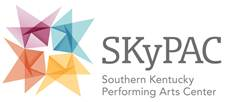 SKyPAC
Southern Kentucky
Performing Arts Center